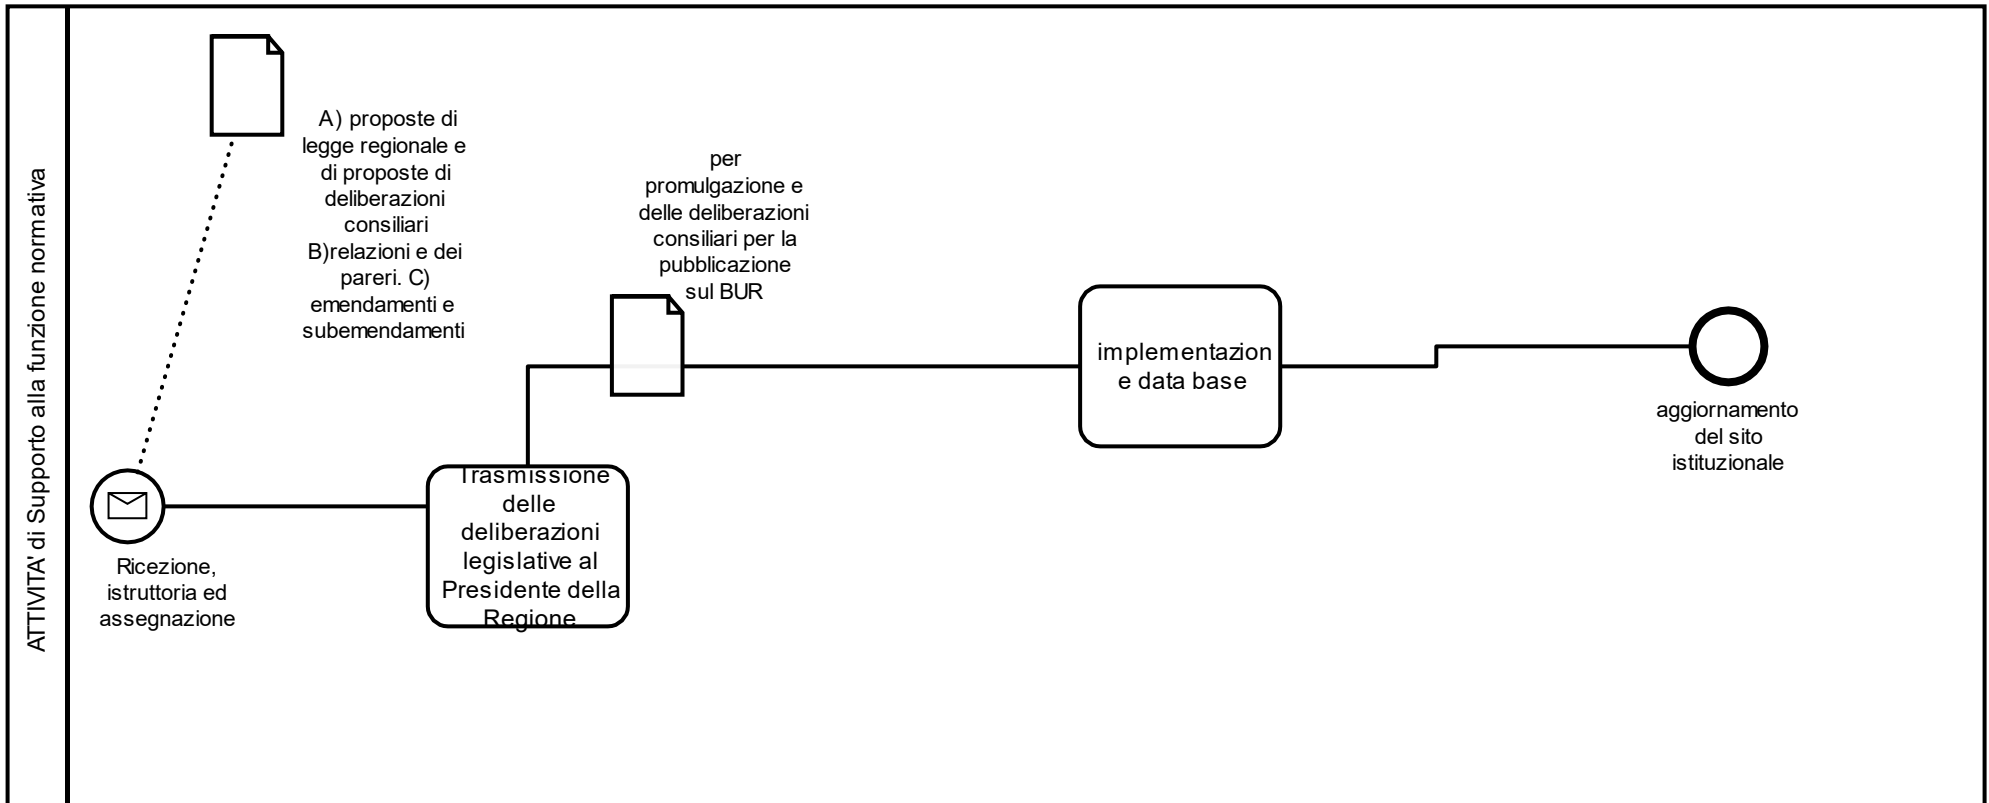 ATTIVITA' di Supporto alla funzione normativa
A) proposte di
legge regionale e
di proposte di
deliberazioni
consiliari
B)relazioni e dei
pareri. C)
emendamenti e
subemendamenti
per
promulgazione e
delle deliberazioni
consiliari per la
pubblicazione
sul BUR
Ricezione,
istruttoria ed
assegnazione
Trasmissione
delle
deliberazioni
legislative al
Presidente della
Regione
implementazion
e data base
aggiornamento
del sito
istituzionale